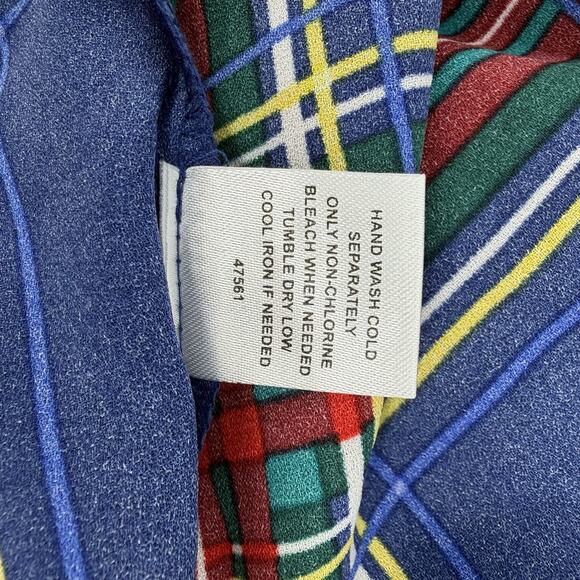 HAND WASH COLD
SEPARATELY
ONLY NON-CHLORINE
BLEACH WHEN NEEDED
TUMBLE DRY LOW
COOL IRON IF NEEDED
47561